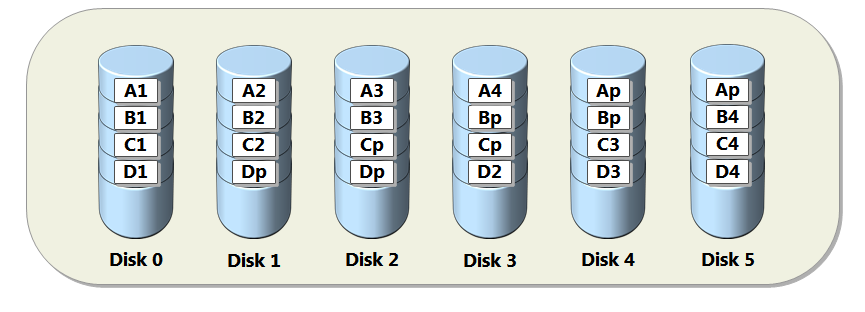 A1 A2 A3 A4 Ap Ap
B1 B2 B3 Bp Bp B4
C1 C2 Cp Cp C3 C4
D1 Dp Dp D2 D3 D4
Disk 0 Disk 1 Disk 2 Disk 3 Disk 4 Disk 5